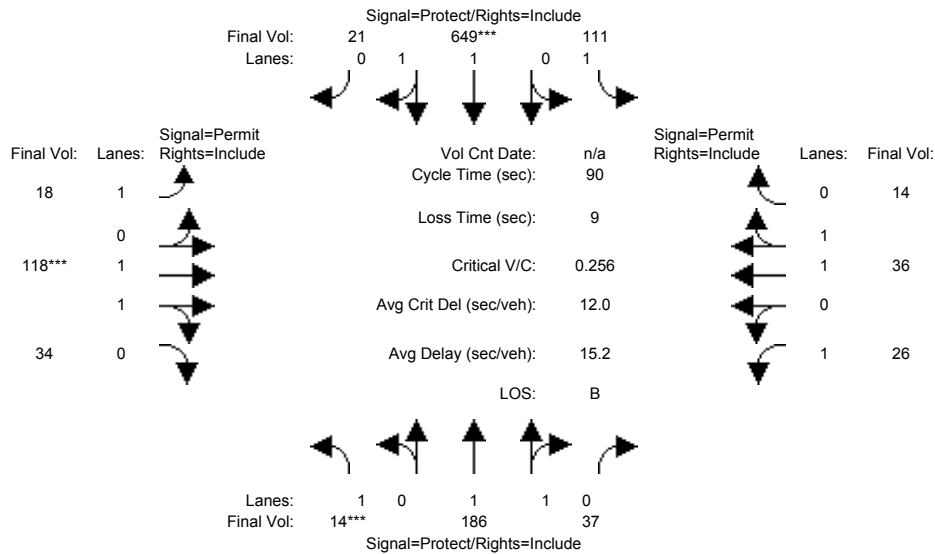 Signal=Protect/Rights=Include
Final Vol: 21 649*** 111
Lanes: 0 1 1 0 1
Signal=Permit Signal=Permit
Final Vol: Lanes: Rights=Include Vol Cnt Date: n/a Rights=Include Lanes: Final Vol:
Cycle Time (sec): 90
18 1 0 14
Loss Time (sec): 9
0 1
118*** 1 Critical V/C: 0.256 1 36
1 Avg Crit Del (sec/veh): 12.0 0
34 0 Avg Delay (sec/veh): 15.2 1 26
LOS: B
Lanes: 1 0 1 1 0
Final Vol: 14*** 186 37
Signal=Protect/Rights=Include